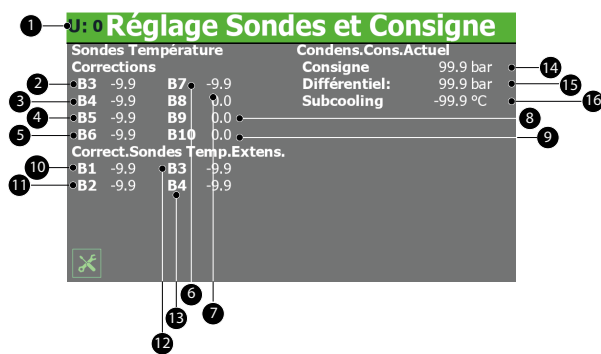 1 U: 0 Réglage Sondes et Consigne
Sondes Température Condens.Cons.Actuel
Corrections Consigne 99.9 bar 14
2 B3 -9.9 B7 -9.9 Différentiel: 99.9 bar 15
3 B4 -9.9 B8 0.0 Subcooling -99.9 ºC 16
4 B5 -9.9 B9 0.0 8
5 B6 -9.9 B10 0.0 9
Correct.Sondes Temp.Extens.
10 B1 -9.9 B3 -9.9
11 B2 -9.9 B4 -9.9
6
13 7
12